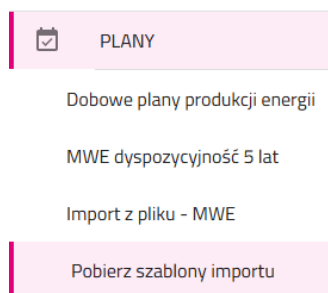 PLANY
Dobowe plany produkcji energii
MWE dyspozycyjność 5 lat
Import z pliku - MWE
Pobierz szablony importu